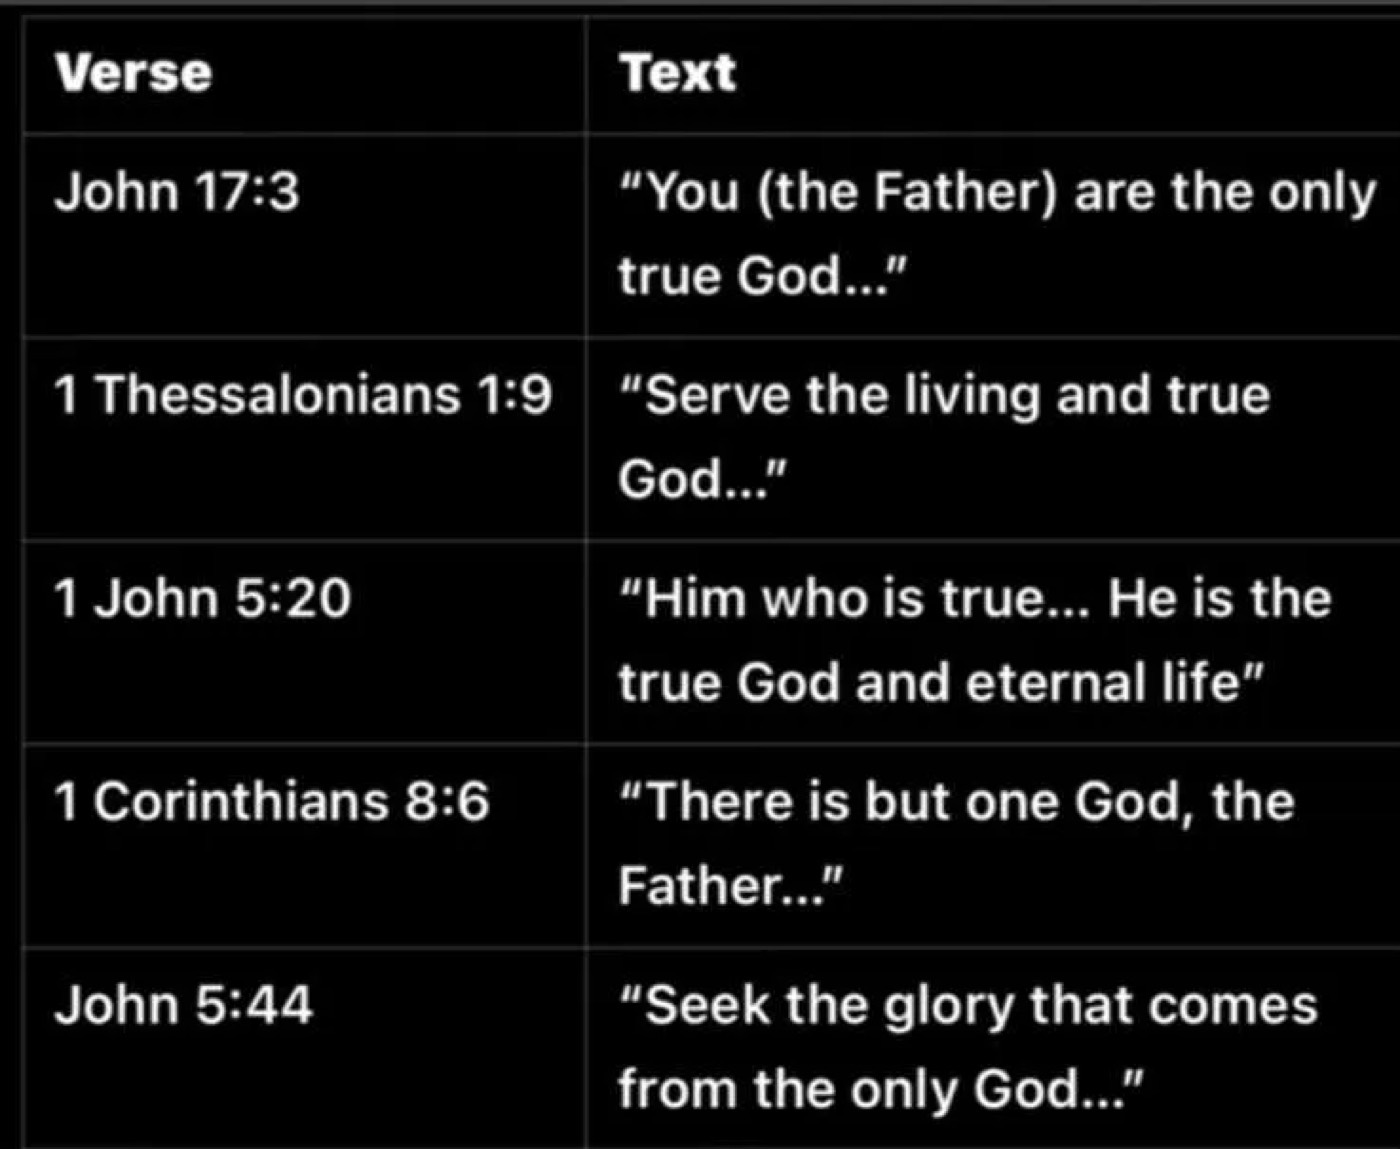 Verse
Text
John 17:3
“You (the Father) are the only
true God...”
1 Thessalonians 1:9
“Serve the living and true
God...”
1 John 5:20
“Him who is true... He is the
true God and eternal life”
1 Corinthians 8:6
“There is but one God, the
Father...”
John 5:44
“Seek the glory that comes
from the only God...”